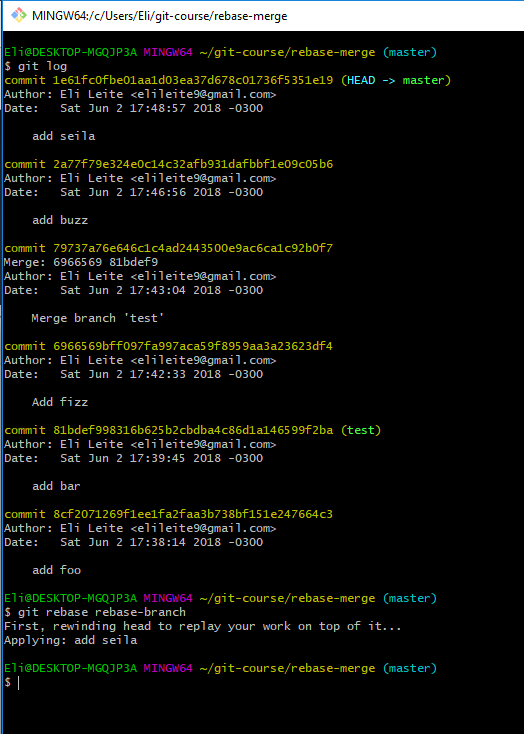 MINGW64:/c/Users/Eli/git-course/rebase-merge
Eli@DESKTOP-MGQJP3A MINGW64 ~/git-course/rebase-merge (master)
$ git log
commit 1e61fc0fbe01aa1d03ea37d678c01736f5351e19 (HEAD -> master)
Author: Eli Leite <elileite9@gmail.com>
Date:   Sat Jun 2 17:48:57 2018 -0300
    add seila
commit 2a77f79e324e0c14c32afb931dafbbf1e09c05b6
Author: Eli Leite <elileite9@gmail.com>
Date:   Sat Jun 2 17:46:56 2018 -0300
    add buzz
commit 79737a76e646c1c4ad2443500e9ac6ca1c92b0f7
Merge: 6966569 81bdef9
Author: Eli Leite <elileite9@gmail.com>
Date:   Sat Jun 2 17:43:04 2018 -0300
    Merge branch 'test'
commit 6966569bff097fa997aca59f8959aa3a23623df4
Author: Eli Leite <elileite9@gmail.com>
Date:   Sat Jun 2 17:42:33 2018 -0300
    Add fizz
commit 81bdef998316b625b2cbdba4c86d1a146599f2ba (test)
Author: Eli Leite <elileite9@gmail.com>
Date:   Sat Jun 2 17:39:45 2018 -0300
    add bar
commit 8cf2071269f1ee1fa2faa3b738bf151e247664c3
Author: Eli Leite <elileite9@gmail.com>
Date:   Sat Jun 2 17:38:14 2018 -0300
    add foo
Eli@DESKTOP-MGQJP3A MINGW64 ~/git-course/rebase-merge (master)
$ git rebase rebase-branch
First, rewinding head to replay your work on top of it...
Applying: add seila
Eli@DESKTOP-MGQJP3A MINGW64 ~/git-course/rebase-merge (master)
$